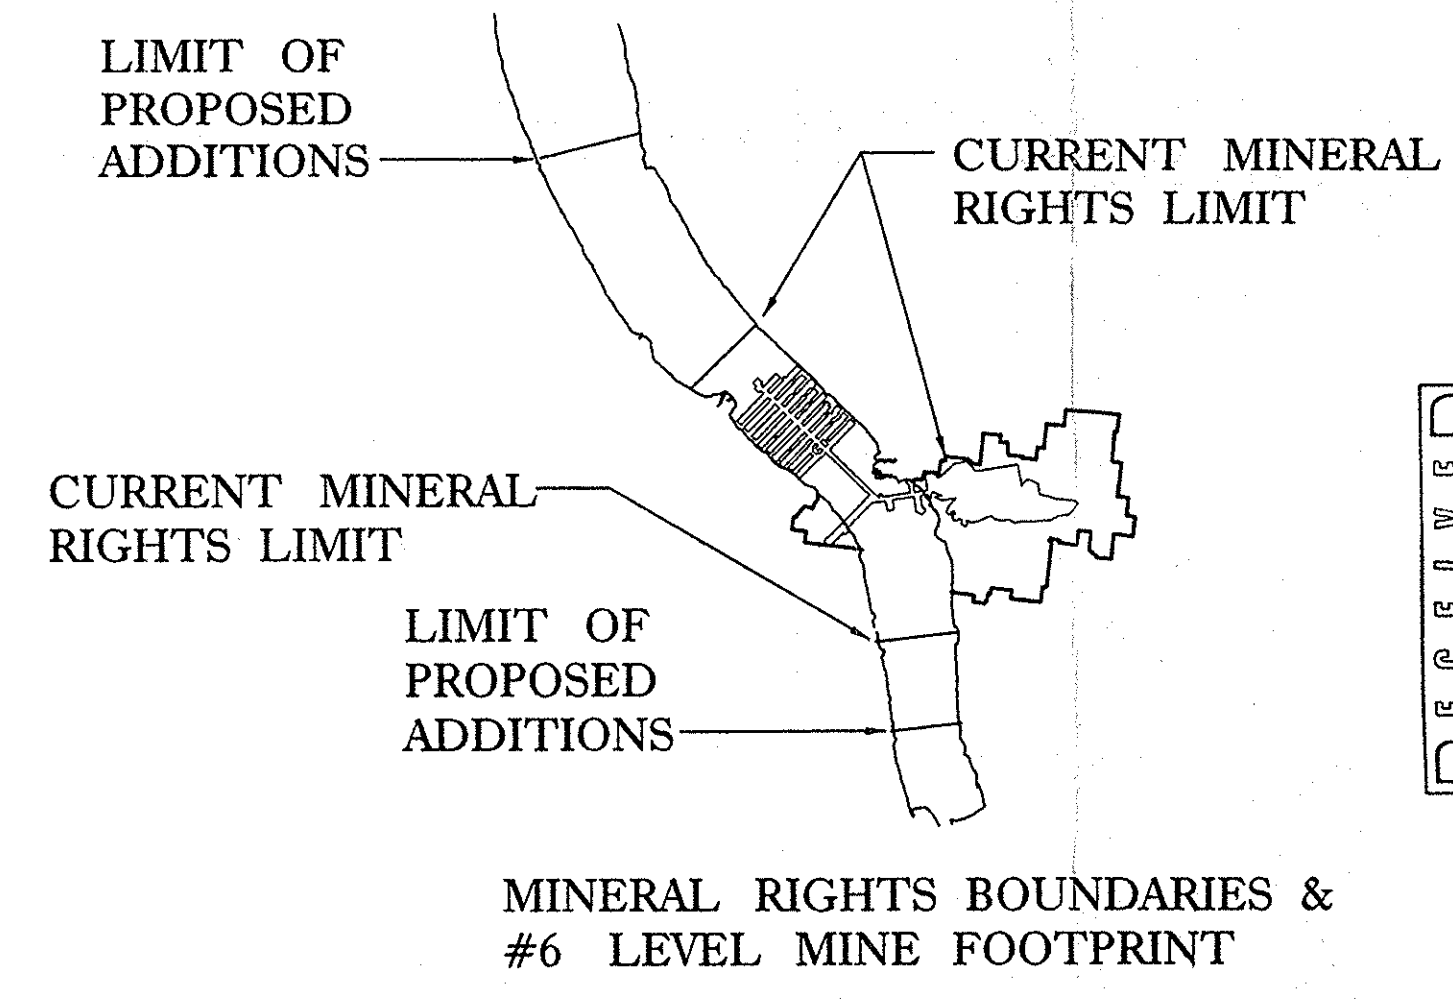 LIMIT OF
PROPOSED
ADDITIONS
CURRENT MINERAL
RIGHTS LIMIT
CURRENT MINERAL
RIGHTS LIMIT
LIMIT OF
PROPOSED
ADDITIONS
MINERAL RIGHTS BOUNDARIES &
#6 LEVEL MINE FOOTPRINT